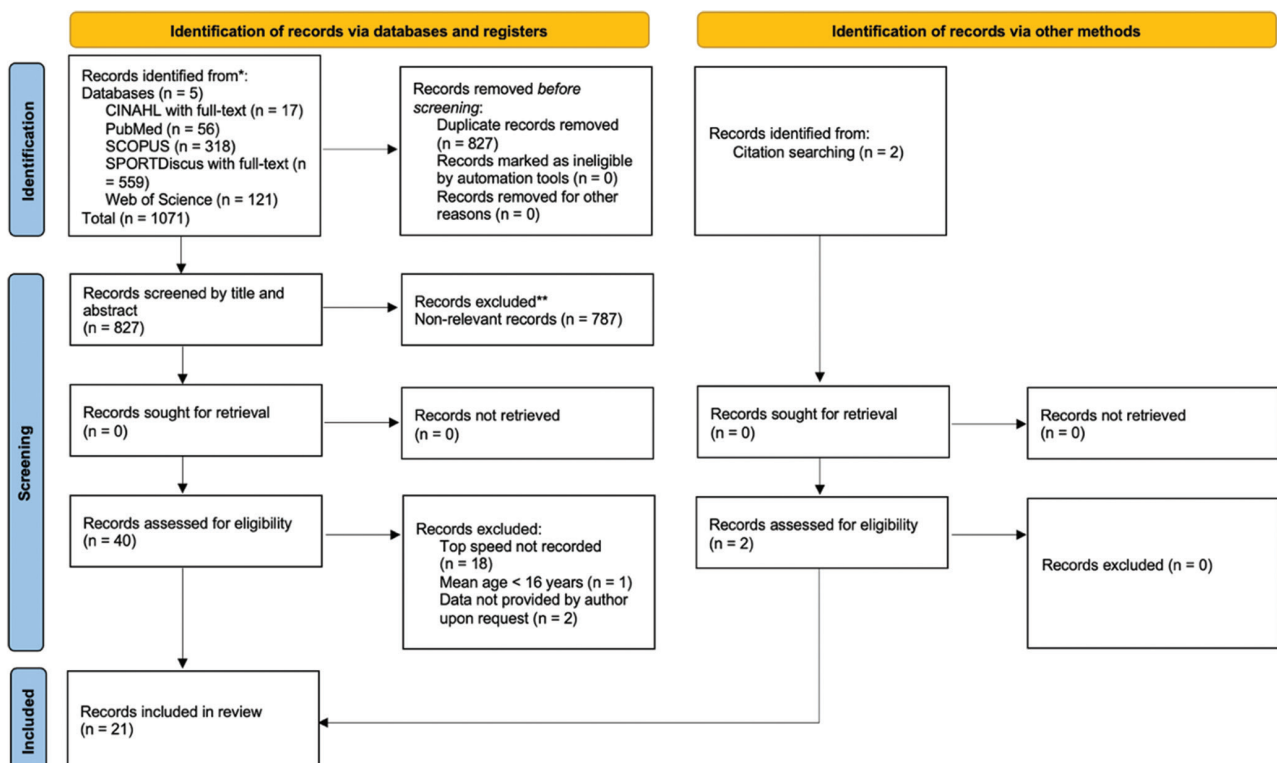 Identification of records via databases and registers
Identification of records via other methods
Identification
Records identified from*:
Databases (n = 5)
CINAHL with full-text (n = 17)
PubMed (n = 56)
SCOPUS (n = 318)
SPORTDiscus with full-text (n
= 559)
Web of Science (n = 121)
Total (n = 1071)
Records removed before
screening:
Duplicate records removed
(n = 827)
Records marked as ineligible
by automation tools (n = 0)
Records removed for other
reasons (n = 0)
Records identified from:
Citation searching (n = 2)
Screening
Records screened by title and
abstract
(n = 827)
Records excluded**
Non-relevant records (n = 787)
Records sought for retrieval
(n = 0)
Records not retrieved
(n = 0)
Records sought for retrieval
(n = 0)
Records not retrieved
(n = 0)
Records assessed for eligibility
(n = 40)
Records excluded:
Top speed not recorded
(n = 18)
Mean age < 16 years (n = 1)
Data not provided by author
upon request (n = 2)
Records assessed for eligibility
(n = 2)
Records excluded (n = 0)
Included
Records included in review
(n = 21)